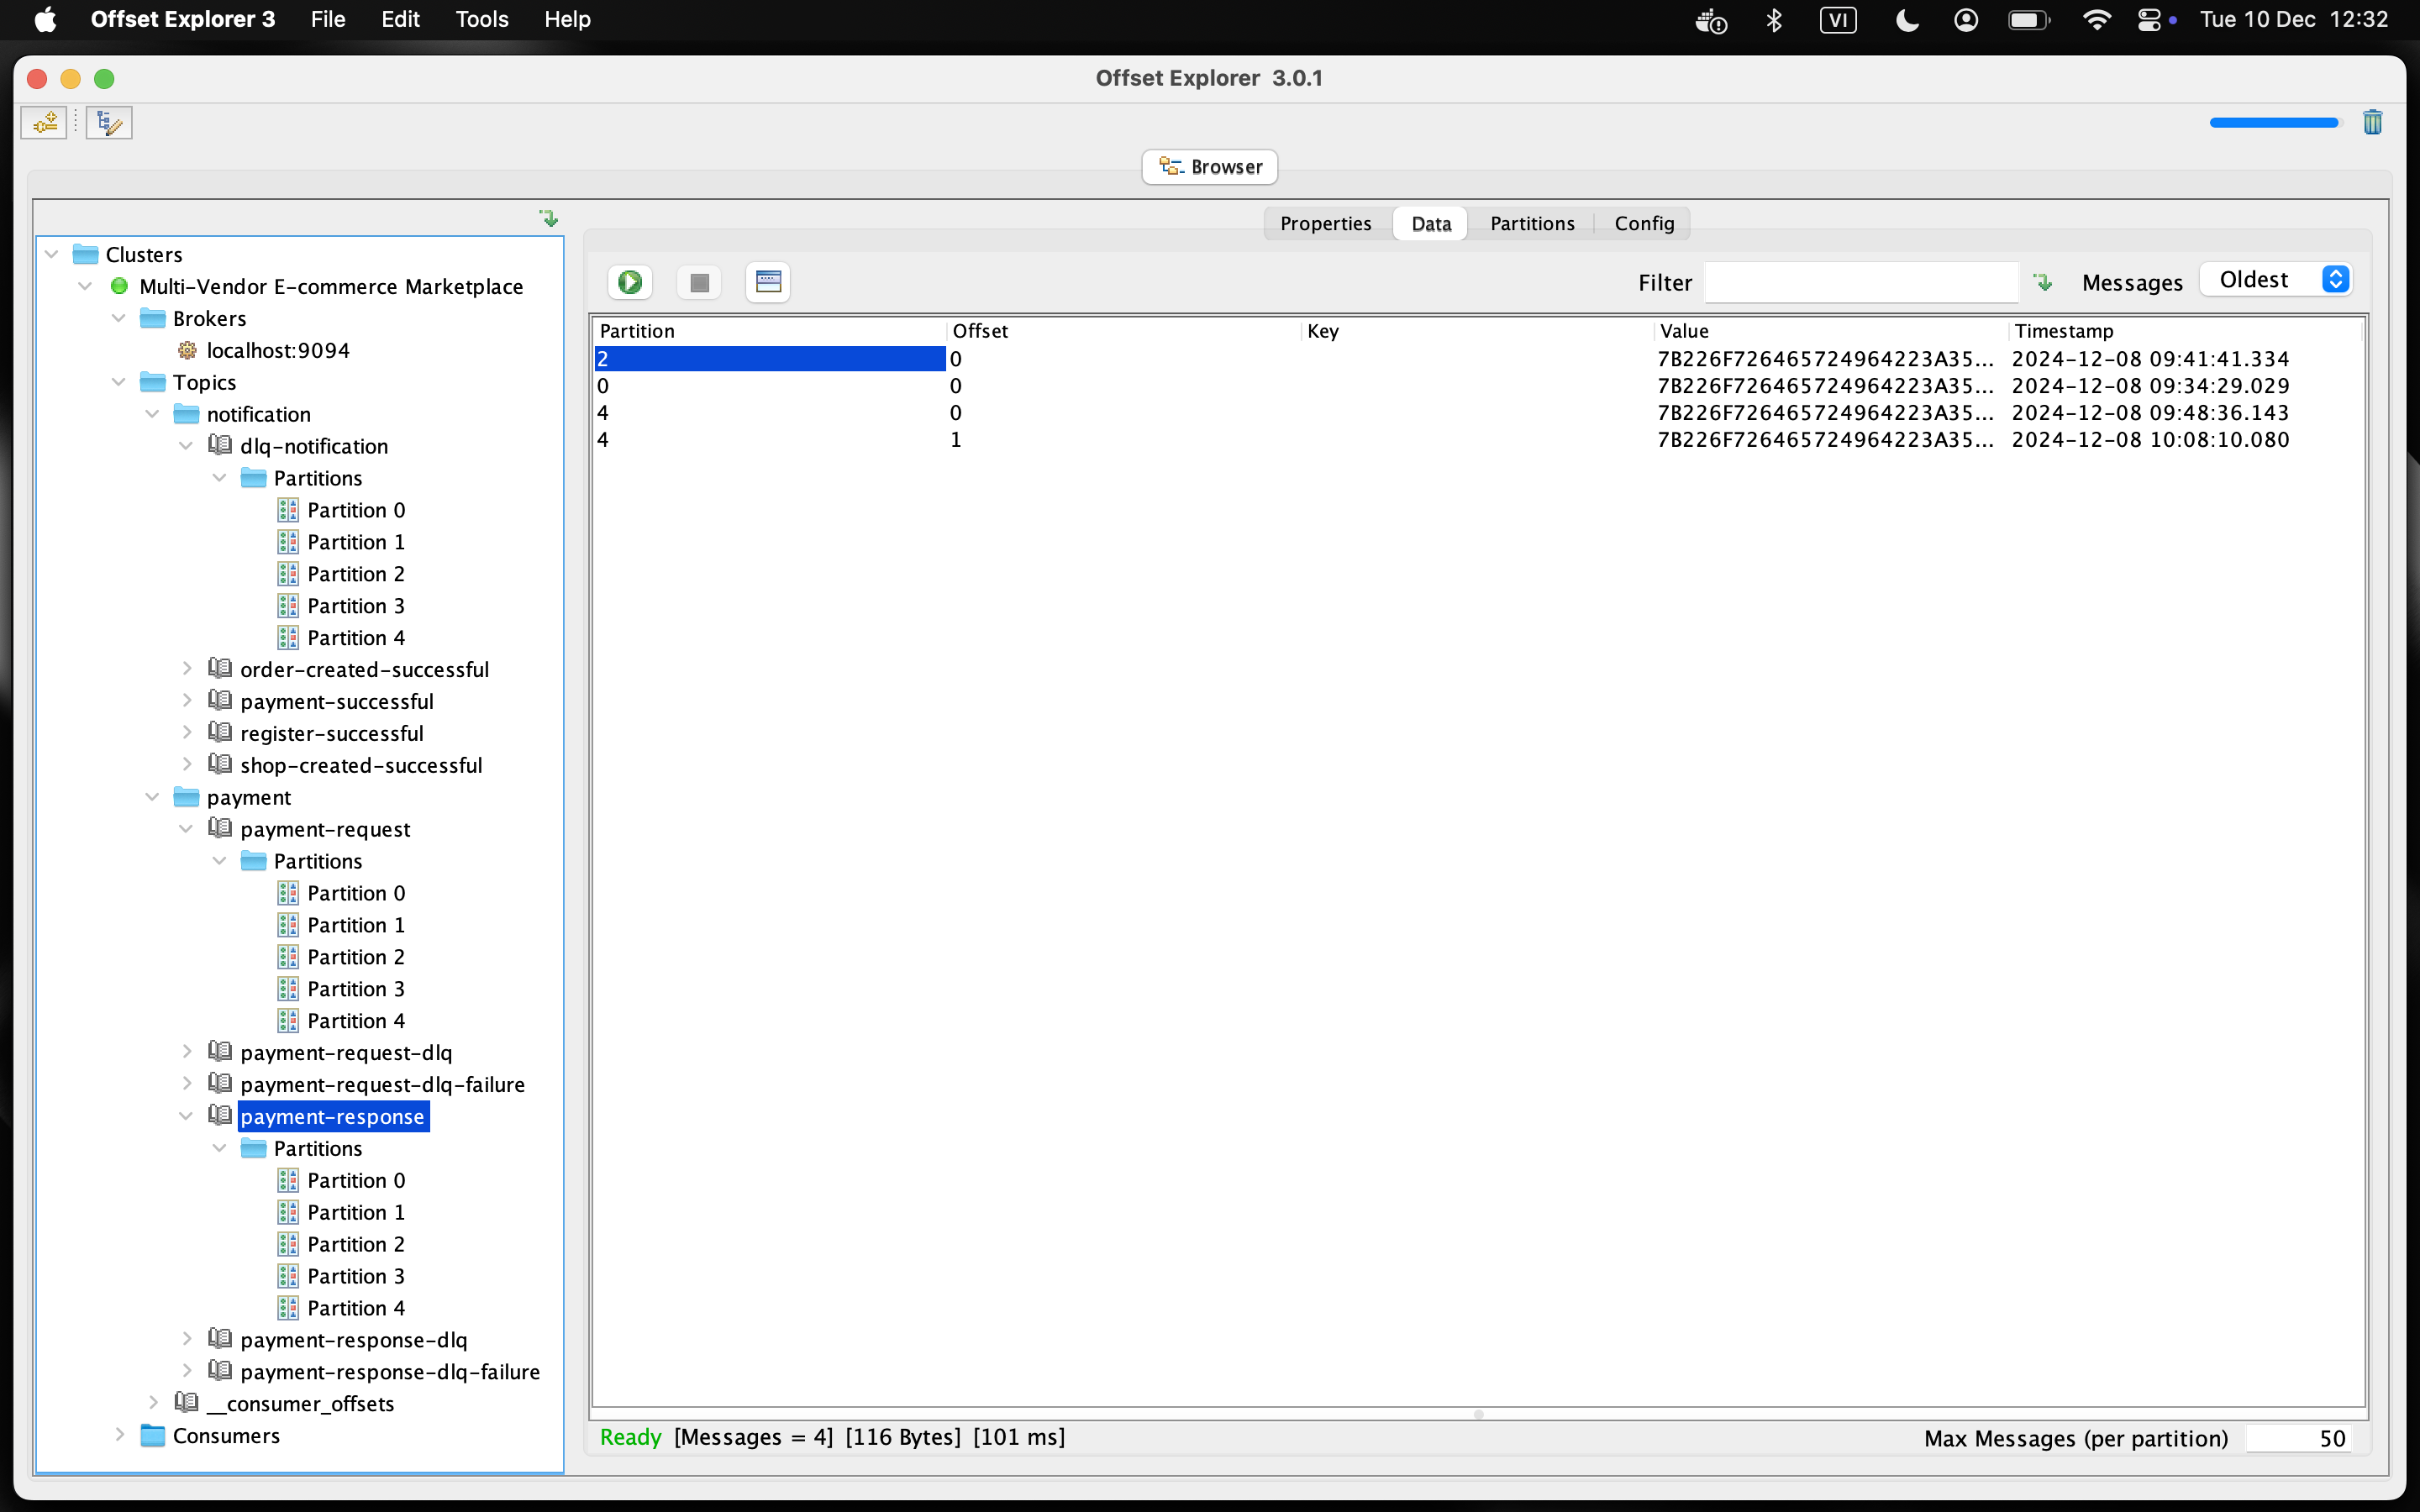 Offset Explorer 3 File Edit Tools Help VI Tue 10 Dec 12:32
Offset Explorer 3.0.1
Browser
Properties Data Partitions Config
Filter Messages Oldest
Clusters
Multi-Vendor E-commerce Marketplace
Brokers
localhost:9094
Topics
notification
dlq-notification
Partitions
Partition 0
Partition 1
Partition 2
Partition 3
Partition 4
order-created-successful
payment-successful
register-successful
shop-created-successful
payment
payment-request
Partitions
Partition 0
Partition 1
Partition 2
Partition 3
Partition 4
payment-request-dlq
payment-request-dlq-failure
payment-response
Partitions
Partition 0
Partition 1
Partition 2
Partition 3
Partition 4
payment-response-dlq
payment-response-dlq-failure
__consumer_offsets
Consumers
Partition Offset Key Value Timestamp
2 0 7B226F726465724964223A35... 2024-12-08 09:41:41.334
0 0 7B226F726465724964223A35... 2024-12-08 09:34:29.029
4 0 7B226F726465724964223A35... 2024-12-08 09:48:36.143
4 1 7B226F726465724964223A35... 2024-12-08 10:08:10.080
Ready [Messages = 4] [116 Bytes] [101 ms] Max Messages (per partition) 50